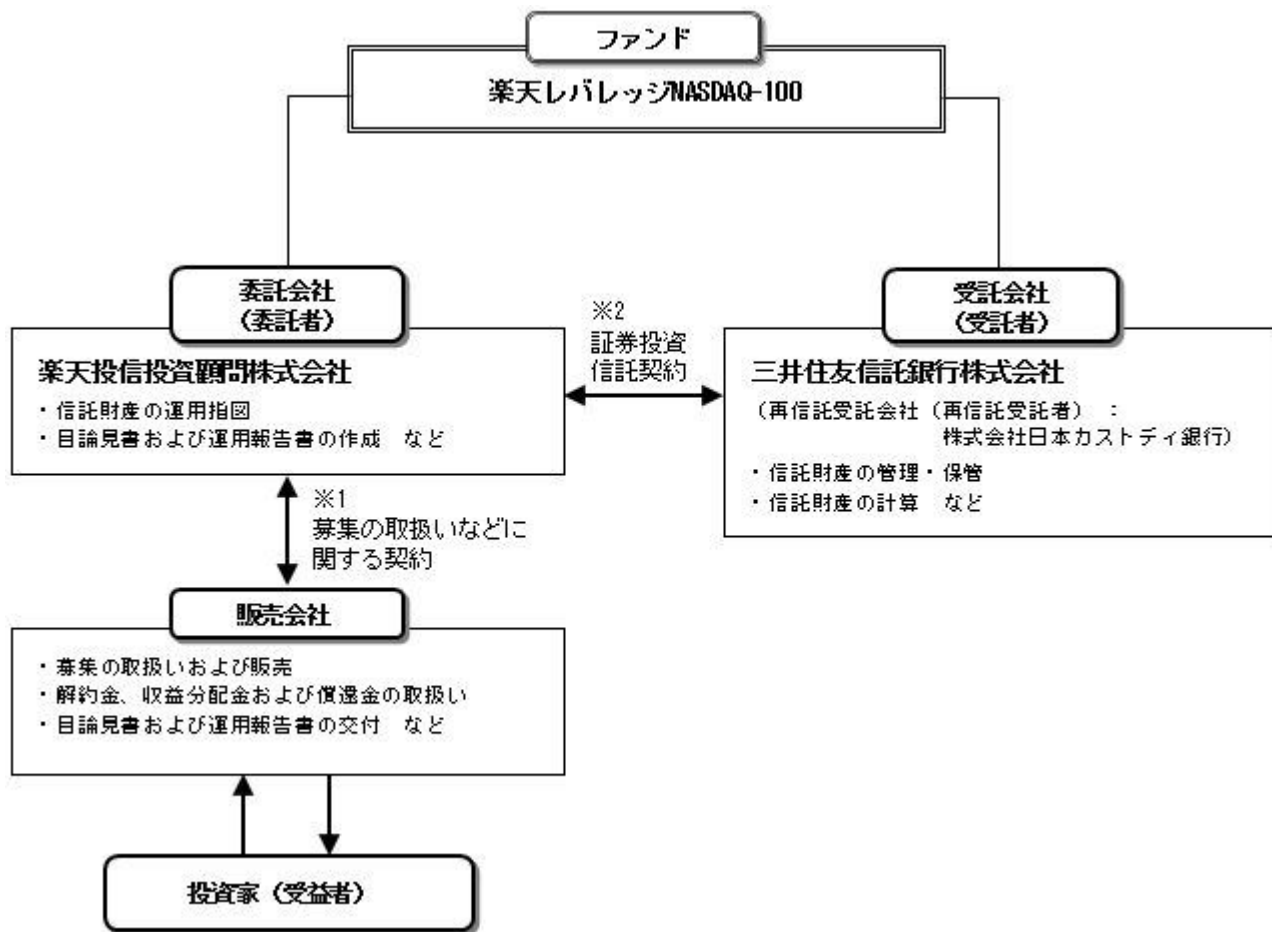 ファンド
楽天レバレッジNASDAQ-100
委託会社
（委託者）
楽天投信投資顧問株式会社
・信託財産の運用指図
・目論見書および運用報告書の作成　など
※2
証券投資
信託契約
受託会社
（受託者）
三井住友信託銀行株式会社
（再信託受託会社（再信託受託者）　：
株式会社日本カストディ銀行）
・信託財産の管理・保管
・信託財産の計算　など
※1
募集の取扱いなどに
関する契約
販売会社
・募集の取扱いおよび販売
・解約金、収益分配金および償還金の取扱い
・目論見書および運用報告書の交付　など
投資家（受益者）